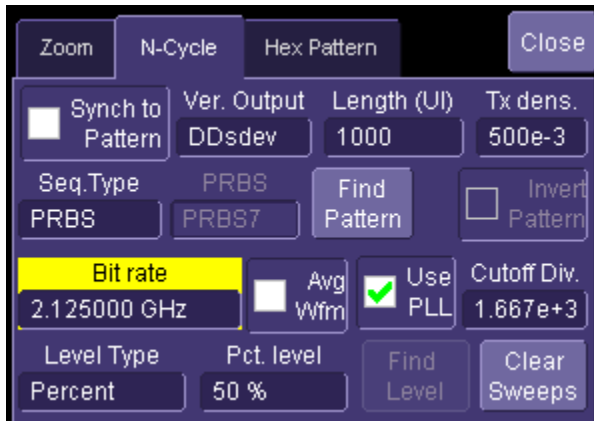 Zoom N-Cycle Hex Pattern Close
Synch to Pattern Ver. Output Length (UI) Tx dens.
DDsdev 1000 500e-3
Seq.Type PRBS Find Pattern Invert Pattern
PRBS PRBS7
Bit rate Avg Wfm Use PLL Cutoff Div.
2.125000 GHz 1.667e+3
Level Type Pct. level Find Level Clear Sweeps
Percent 50 %